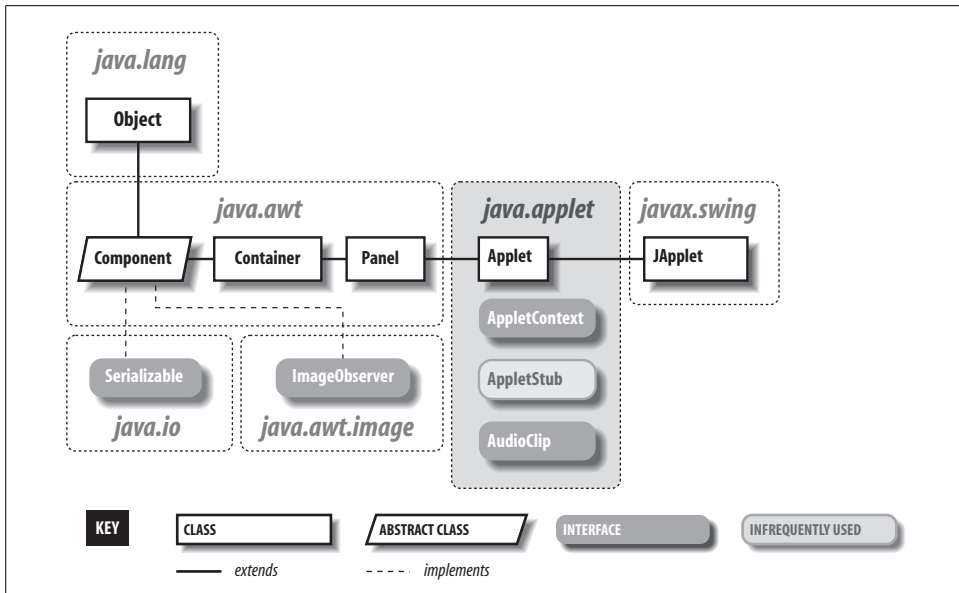 java.lang
Object
java.awt
java.applet
javax.swing
Component
Container
Panel
Applet
JApplet
AppletContext
Serializable
ImageObserver
AppletStub
java.io
java.awt.image
AudioClip
KEY
CLASS
ABSTRACT CLASS
INTERFACE
INFREQUENTLY USED
extends
implements